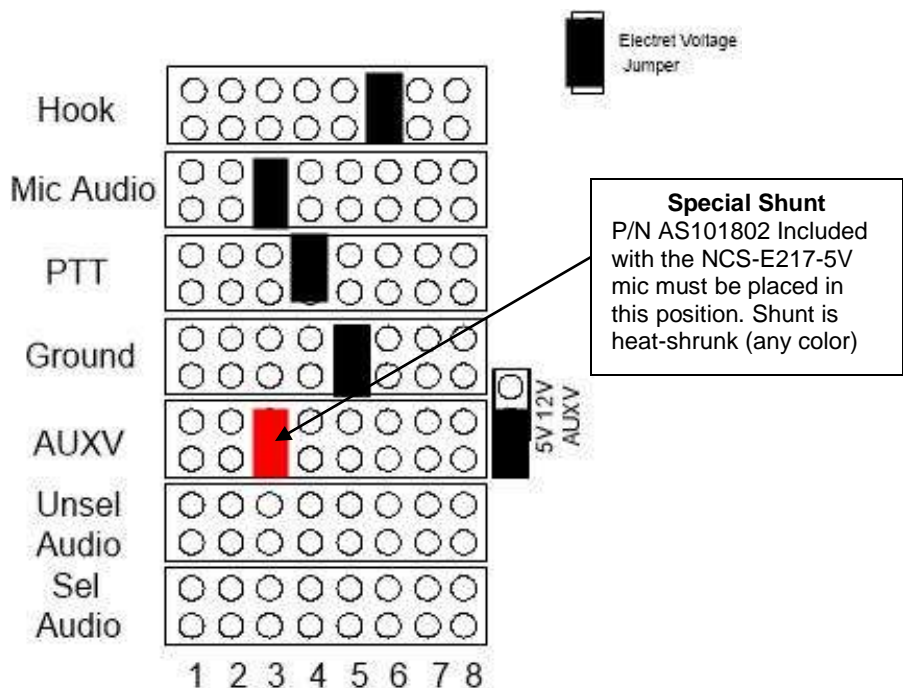 Electret Voltage
Jumper
Hook
Mic Audio
PTT
Ground
AUXV
Unsel
Audio
Sel
Audio
Special Shunt
P/N AS101802 Included
with the NCS-E217-5V
mic must be placed in
this position. Shunt is
heat-shrunk (any color)
5V 12V
AUXV
1 2 3 4 5 6 7 8